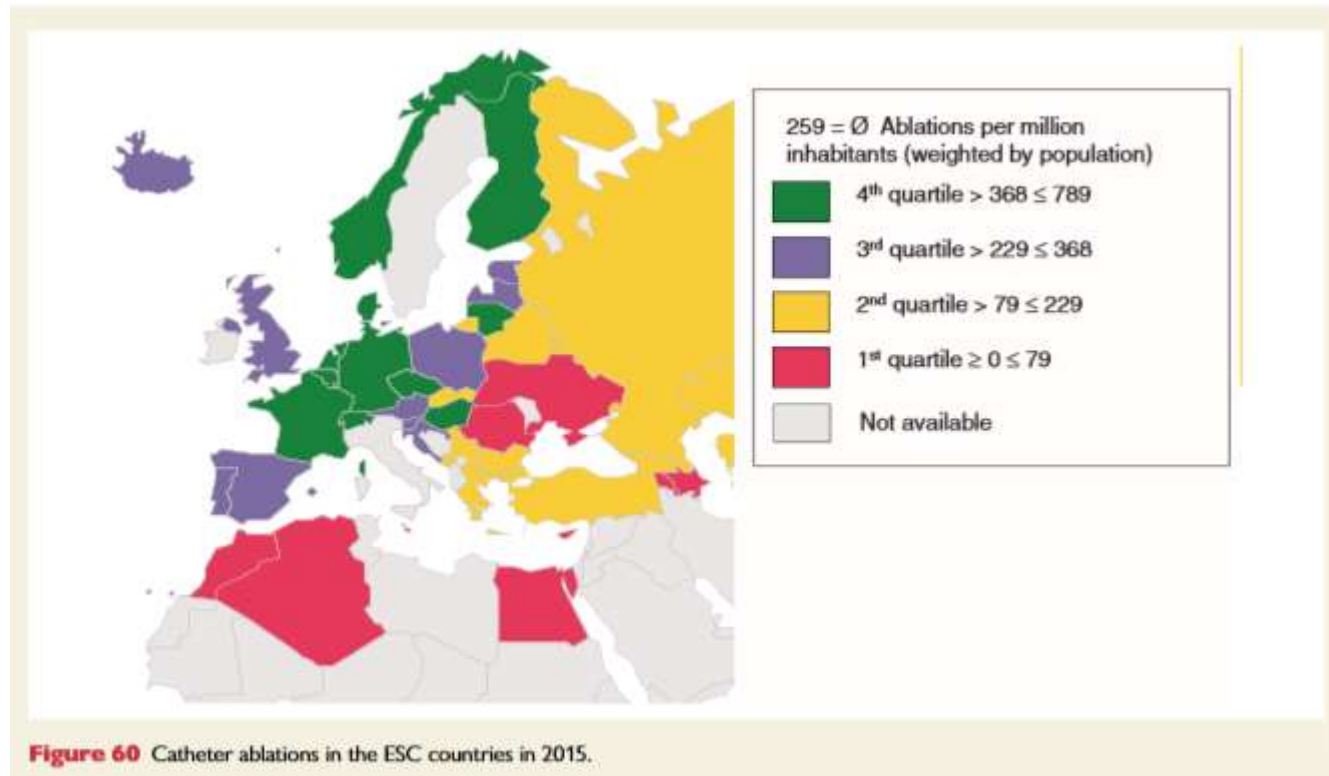 259 = Ø Ablations per million
inhabitants (weighted by population)
4th quartile > 368 ≤ 789
3rd quartile > 229 ≤ 368
2nd quartile > 79 ≤ 229
1st quartile ≥ 0 ≤ 79
Not available
Figure 60 Catheter ablations in the ESC countries in 2015.